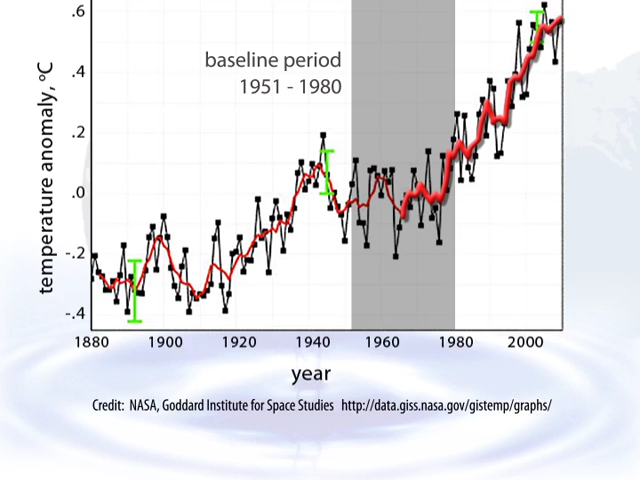 .6
.4
.2
.0
-.2
-.4
temperature anomaly, °C
baseline period
1951 - 1980
1880 1900 1920 1940 1960 1980 2000
year
Credit: NASA, Goddard Institute for Space Studies http://data.giss.nasa.gov/gistemp/graphs/